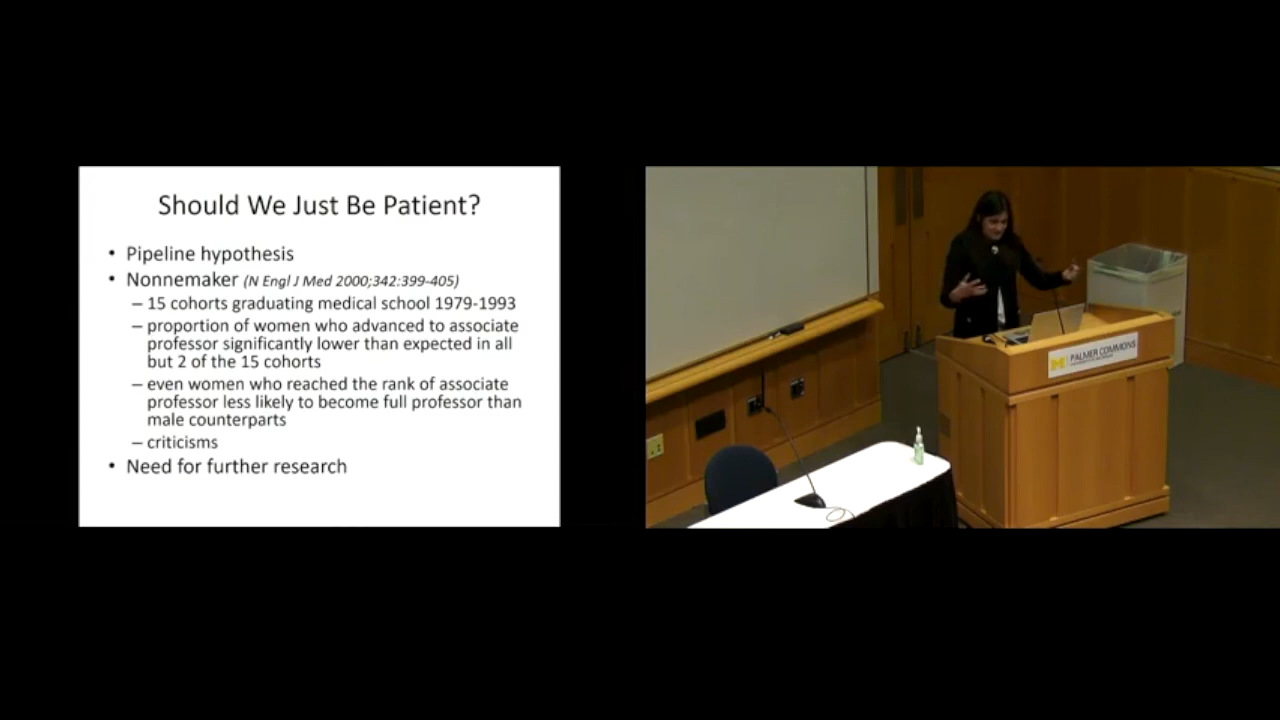 Should We Just Be Patient?
• Pipeline hypothesis
• Nonnemaker (N Engl J Med 2000;342:399-405)
– 15 cohorts graduating medical school 1979-1993
– proportion of women who advanced to associate
professor significantly lower than expected in all
but 2 of the 15 cohorts
– even women who reached the rank of associate
professor less likely to become full professor than
male counterparts
– criticisms
• Need for further research
M PALMER COMMONS